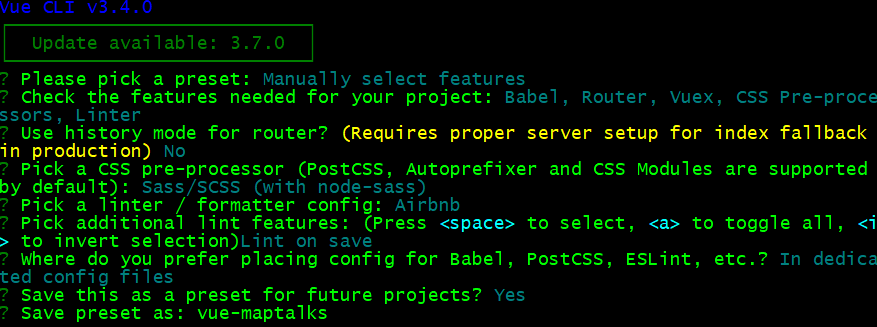 Vue CLI v3.4.0
Update available: 3.7.0
? Please pick a preset: Manually select features
? Check the features needed for your project: Babel, Router, Vuex, CSS Pre-proce
ssors, Linter
? Use history mode for router? (Requires proper server setup for index fallback
in production) No
? Pick a CSS pre-processor (PostCSS, Autoprefixer and CSS Modules are supported
by default): Sass/SCSS (with node-sass)
? Pick a linter / formatter config: Airbnb
? Pick additional lint features: (Press <space> to select, <a> to toggle all, <i
> to invert selection)Lint on save
? Where do you prefer placing config for Babel, PostCSS, ESLint, etc.? In dedica
ted config files
? Save this as a preset for future projects? Yes
? Save preset as: vue-maptalks